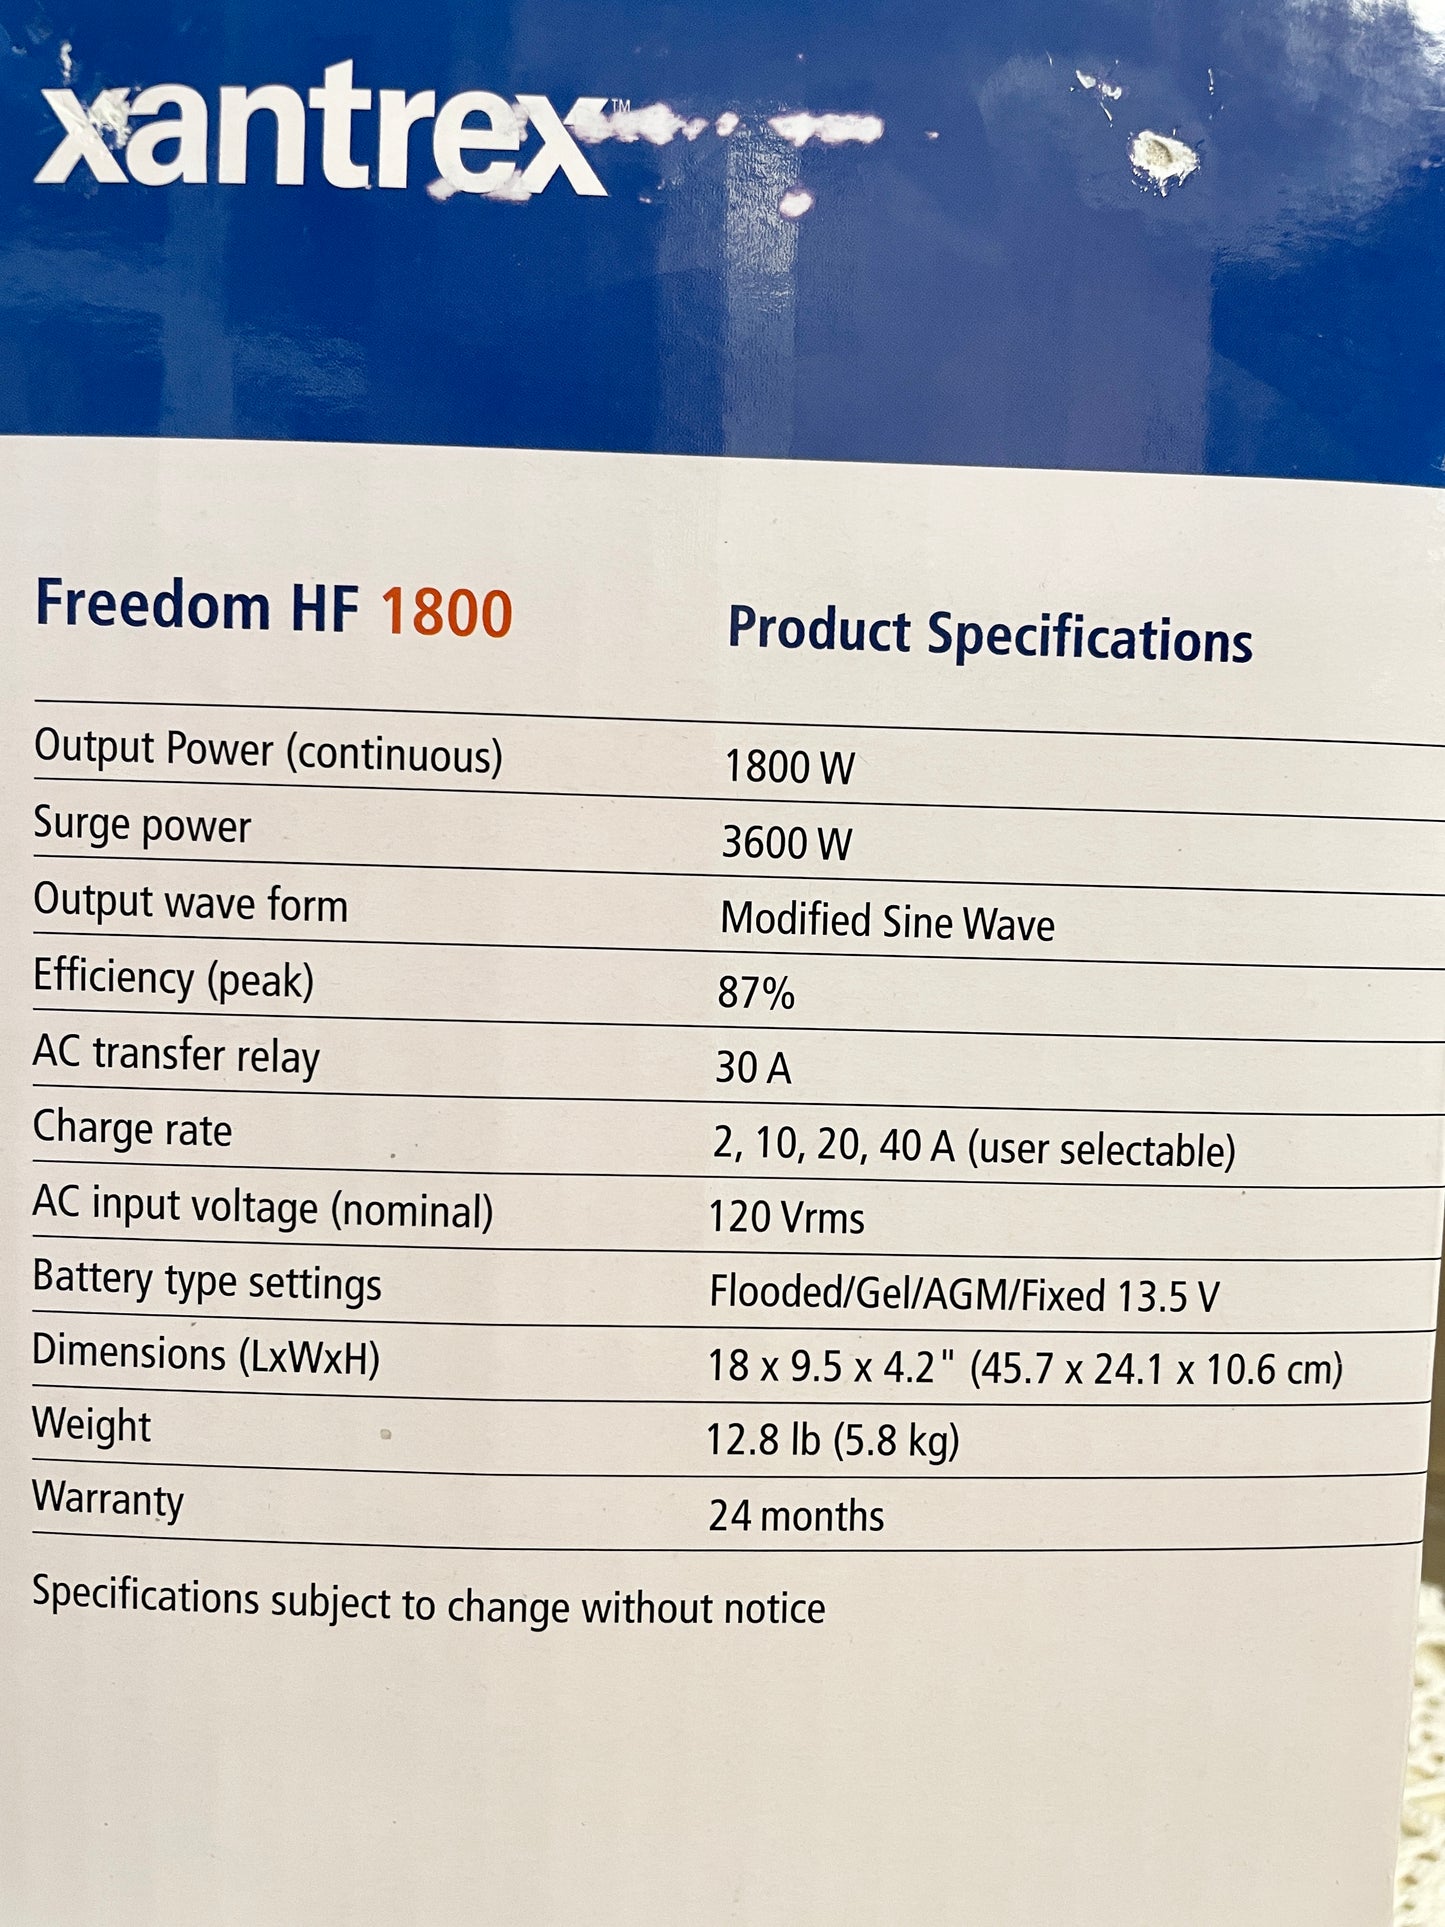 xantrex™
Freedom HF 1800 Product Specifications
Output Power (continuous) 1800 W
Surge power 3600 W
Output wave form Modified Sine Wave
Efficiency (peak) 87%
AC transfer relay 30 A
Charge rate 2, 10, 20, 40 A (user selectable)
AC input voltage (nominal) 120 Vrms
Battery type settings Flooded/Gel/AGM/Fixed 13.5 V
Dimensions (LxWxH) 18 x 9.5 x 4.2" (45.7 x 24.1 x 10.6 cm)
Weight 12.8 lb (5.8 kg)
Warranty 24 months
Specifications subject to change without notice